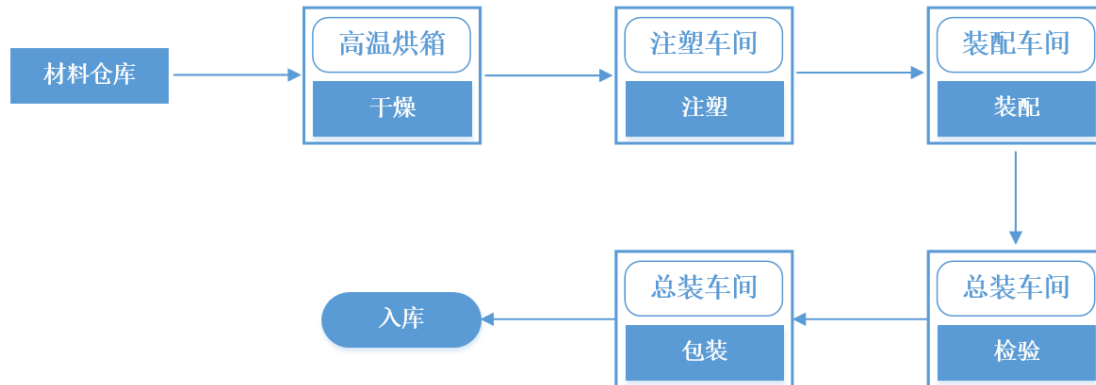 材料仓库
高温烘箱
干燥
注塑车间
注塑
装配车间
装配
总装车间
检验
总装车间
包装
入库